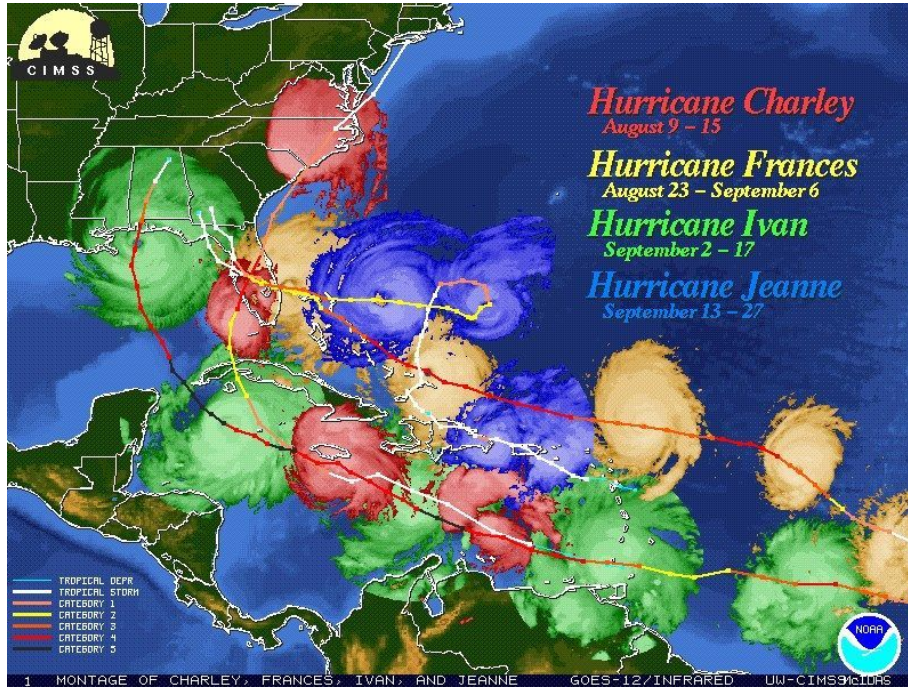 CIMSS
Hurricane Charley
August 9 – 15
Hurricane Frances
August 23 – September 6
Hurricane Ivan
September 2 – 17
Hurricane Jeanne
September 13 – 27
TROPICAL DEPR
TROPICAL STORM
CATEGORY 1
CATEGORY 2
CATEGORY 3
CATEGORY 4
CATEGORY 5
NOAA
1 MONTAGE OF CHARLEY, FRANCES, IVAN, AND JEANNE GOES-12/INFRARED UW-CIMSS McIDAS